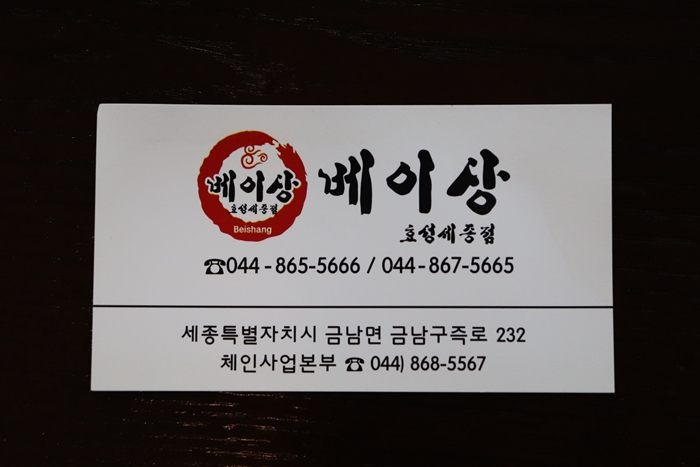 베이상
효성세종점
Beishang
베이상
효성세종점
☎044 - 865-5666 / 044 - 867-5665
세종특별자치시 금남면 금남구즉로 232
체인사업본부 ☎ 044) 868-5567